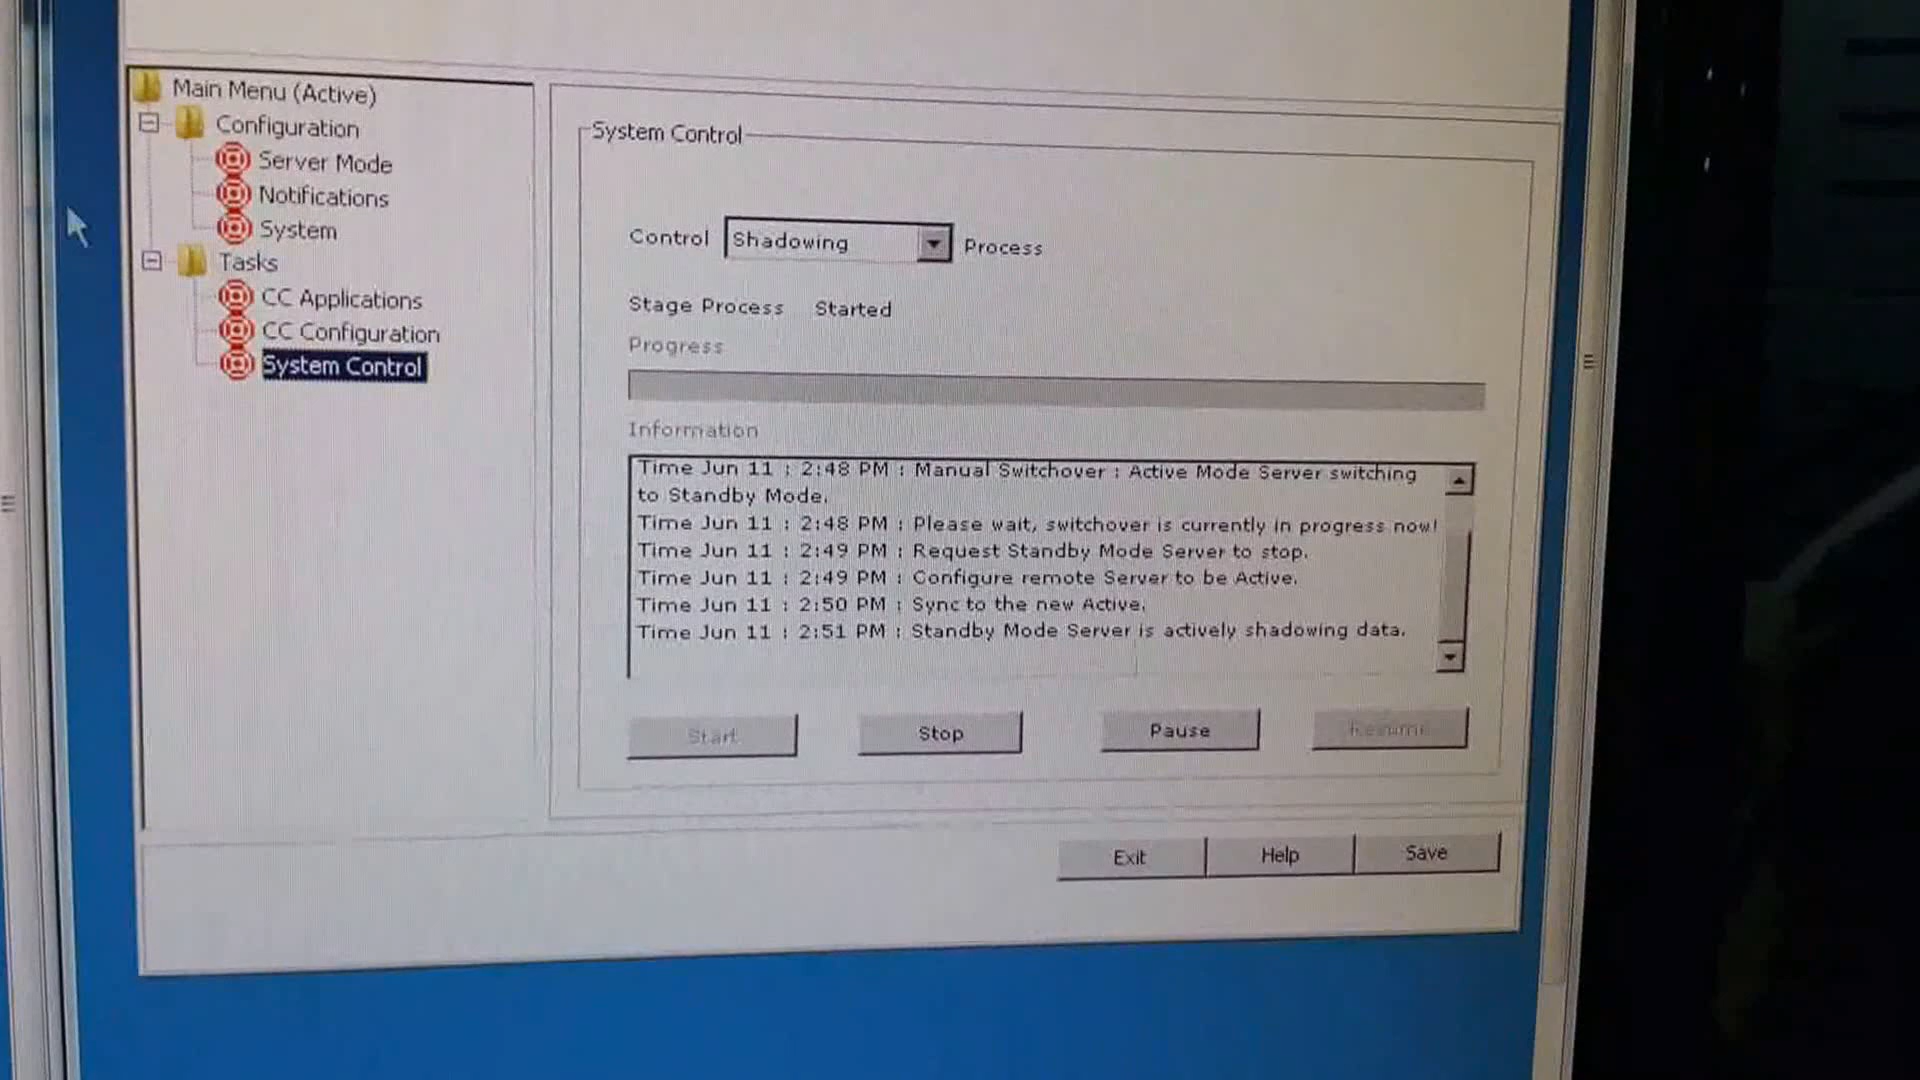 Main Menu (Active)
Configuration
Server Mode
Notifications
System
Tasks
CC Applications
CC Configuration
System Control
System Control
Control Shadowing Process
Stage Process Started
Progress
Information
Time Jun 11 : 2:48 PM : Manual Switchover : Active Mode Server switching
to Standby Mode.
Time Jun 11 : 2:48 PM : Please wait, switchover is currently in progress now!
Time Jun 11 : 2:49 PM : Request Standby Mode Server to stop.
Time Jun 11 : 2:49 PM : Configure remote Server to be Active.
Time Jun 11 : 2:50 PM : Sync to the new Active.
Time Jun 11 : 2:51 PM : Standby Mode Server is actively shadowing data.
Start Stop Pause Resume
Exit Help Save